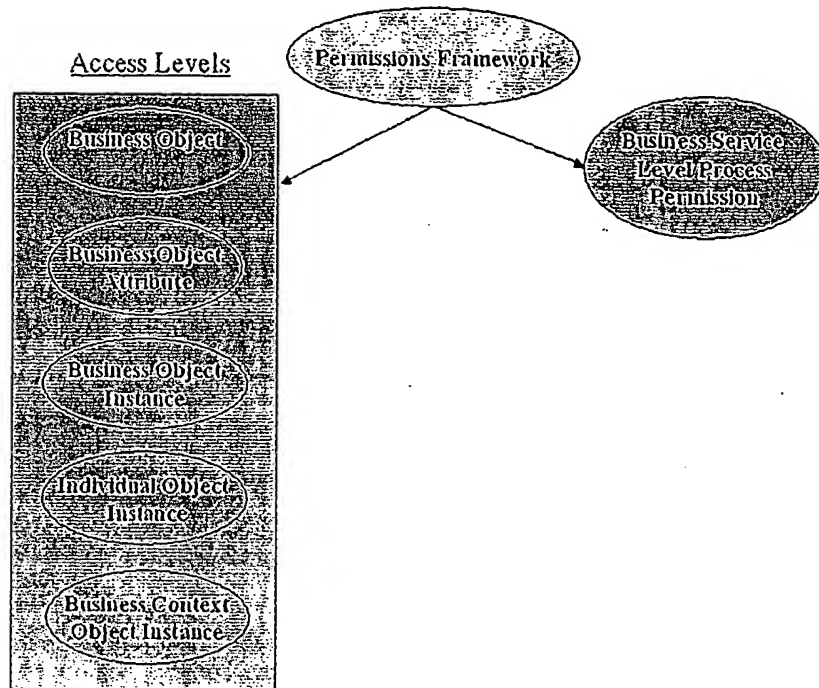 Permissions Framework
Access Levels
Business Object
Business Object
Attribute
Business Object
Instance
Individual Object
Instance
Business Context
Object Instance
Business Service
Level Process
Permission